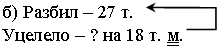 б) Разбил – 27 т.
Уцелело – ? на 18 т. м.